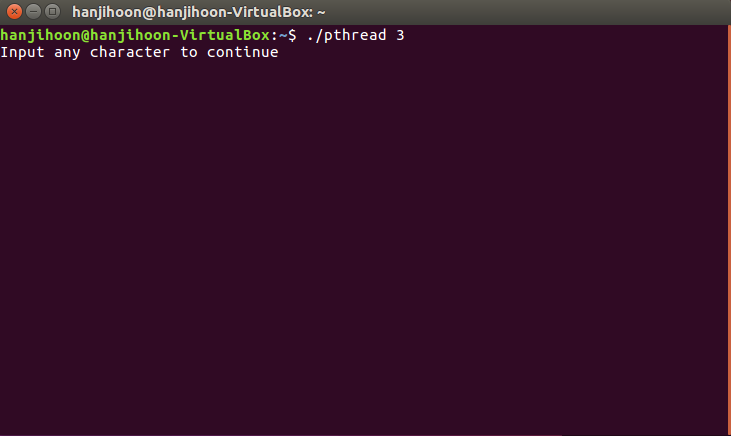 hanjihoon@hanjihoon-VirtualBox: ~
hanjihoon@hanjihoon-VirtualBox:~$ ./pthread 3
Input any character to continue